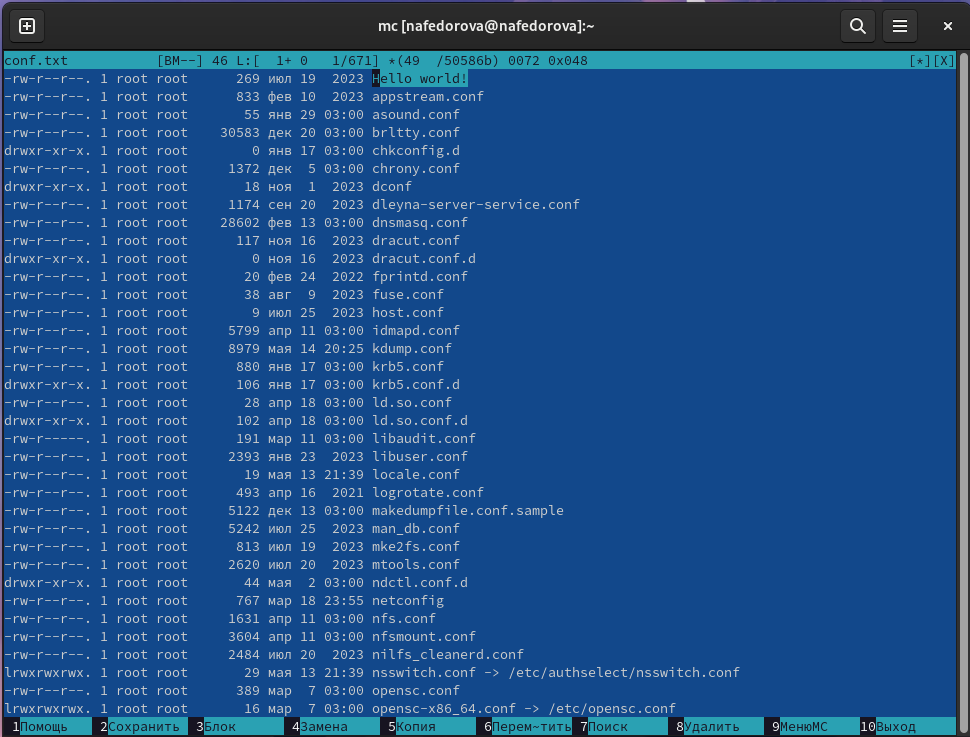 mc [nafedorova@nafedorova]:~
conf.txt           [BM--] 46 L:[  1+ 0   1/671] *(49  /50586b) 0072 0x048                                        [*][X]
-rw-r--r--. 1 root root      269 июл 19  2023 Hello world!
-rw-r--r--. 1 root root      833 фев 10  2023 appstream.conf
-rw-r--r--. 1 root root       55 янв 29 03:00 asound.conf
-rw-r--r--. 1 root root    30583 дек 20 03:00 brltty.conf
drwxr-xr-x. 1 root root        0 янв 17 03:00 chkconfig.d
-rw-r--r--. 1 root root     1372 дек  5 03:00 chrony.conf
drwxr-xr-x. 1 root root       18 ноя  1  2023 dconf
-rw-r--r--. 1 root root     1174 сен 20  2023 dleyna-server-service.conf
-rw-r--r--. 1 root root    28602 фев 13 03:00 dnsmasq.conf
-rw-r--r--. 1 root root      117 ноя 16  2023 dracut.conf
drwxr-xr-x. 1 root root        0 ноя 16  2023 dracut.conf.d
-rw-r--r--. 1 root root       20 фев 24  2022 fprintd.conf
-rw-r--r--. 1 root root       38 авг  9  2023 fuse.conf
-rw-r--r--. 1 root root        9 июл 25  2023 host.conf
-rw-r--r--. 1 root root     5799 апр 11 03:00 idmapd.conf
-rw-r--r--. 1 root root     8979 мая 14 20:25 kdump.conf
-rw-r--r--. 1 root root      880 янв 17 03:00 krb5.conf
drwxr-xr-x. 1 root root      106 янв 17 03:00 krb5.conf.d
-rw-r--r--. 1 root root       28 апр 18 03:00 ld.so.conf
drwxr-xr-x. 1 root root      102 апр 18 03:00 ld.so.conf.d
-rw-r-----. 1 root root      191 мар 11 03:00 libaudit.conf
-rw-r--r--. 1 root root     2393 янв 23  2023 libuser.conf
-rw-r--r--. 1 root root       19 мая 13 21:39 locale.conf
-rw-r--r--. 1 root root      493 апр 16  2021 logrotate.conf
-rw-r--r--. 1 root root     5122 дек 13 03:00 makedumpfile.conf.sample
-rw-r--r--. 1 root root     5242 июл 25  2023 man_db.conf
-rw-r--r--. 1 root root      813 июл 19  2023 mke2fs.conf
-rw-r--r--. 1 root root     2620 июл 20  2023 mtools.conf
drwxr-xr-x. 1 root root       44 мая  2 03:00 ndctl.conf.d
-rw-r--r--. 1 root root      767 мар 18 23:55 netconfig
-rw-r--r--. 1 root root     1631 апр 11 03:00 nfs.conf
-rw-r--r--. 1 root root     3604 апр 11 03:00 nfsmount.conf
-rw-r--r--. 1 root root     2484 июл 20  2023 nilfs_cleanerd.conf
lrwxrwxrwx. 1 root root       29 мая 13 21:39 nsswitch.conf -> /etc/authselect/nsswitch.conf
-rw-r--r--. 1 root root      389 мар  7 03:00 opensc.conf
lrwxrwxrwx. 1 root root       16 мар  7 03:00 opensc-x86_64.conf -> /etc/opensc.conf
1Помощь 2Сохранить 3Блок 4Замена 5Копия 6Перем~тить 7Поиск 8Удалить 9МенюMC 10Выход